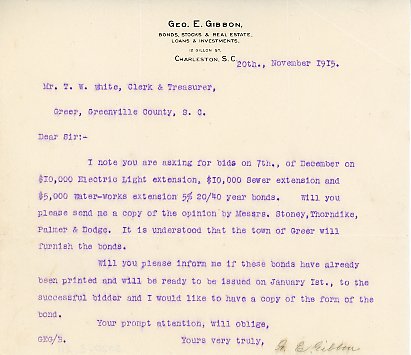 GEO. E. GIBBON,
BONDS, STOCKS & REAL ESTATE,
LOANS & INVESTMENTS.
12 GILLON ST.
CHARLESTON, S.C.
20th., November 1915.
Mr. T. W. White, Clerk & Treasurer,
Greer, Greenville County, S. C.
Dear Sir:-
I note you are asking for bids on 7th., of December on
$10,000 Electric Light extension, $10,000 Sewer extension and
$5,000 Water-works extension 5% 20/40 year bonds. Will you
please send me a copy of the opinion by Messrs. Stoney,Thorndike,
Palmer & Dodge. It is understood that the town of Greer will
furnish the bonds.
Will you please inform me if these bonds have already
been printed and will be ready to be issued on January 1st., to the
successful bidder and I would like to have a copy of the form of the
bond.
Your prompt attention, will oblige,
GEG/B. Yours very truly, G. E. Gibbon